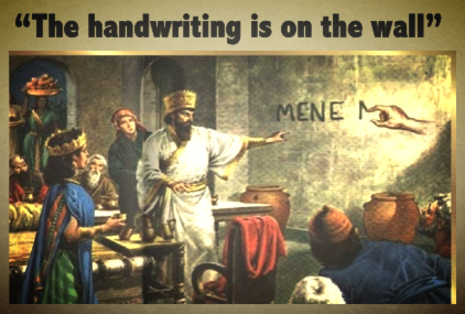 “The handwriting is on the wall”
MENE M